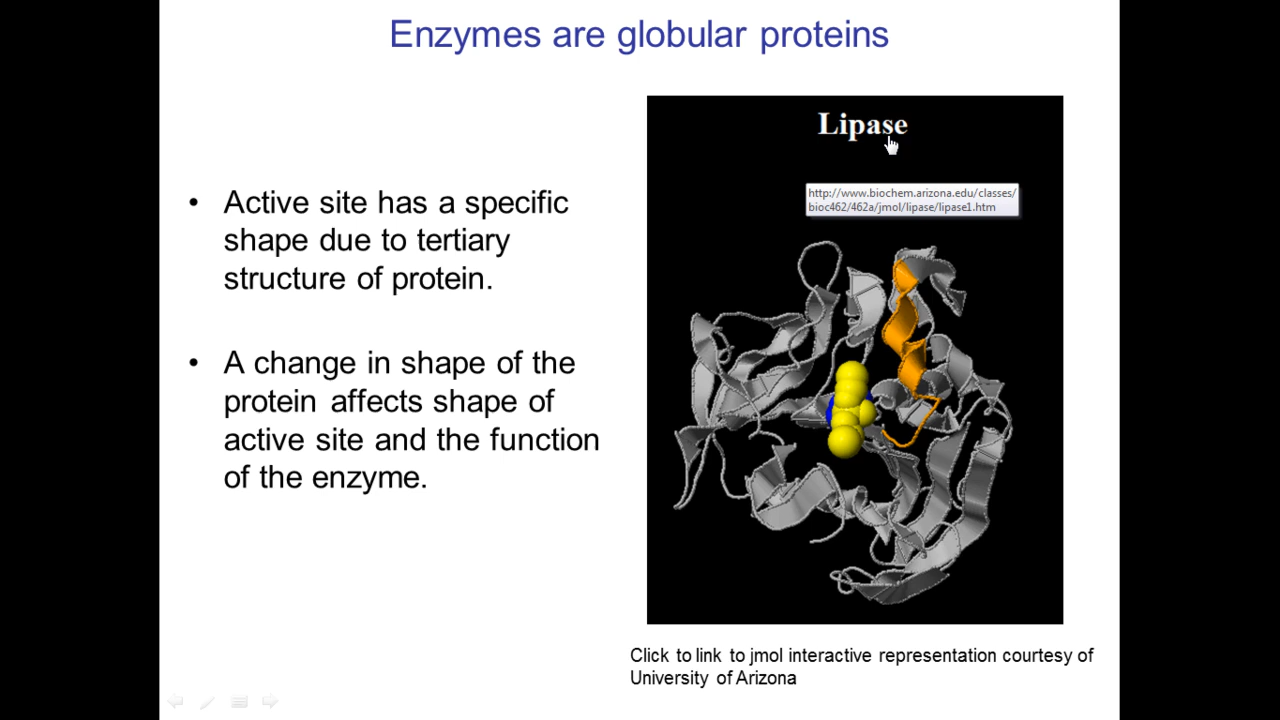 Enzymes are globular proteins
• Active site has a specific
shape due to tertiary
structure of protein.
• A change in shape of the
protein affects shape of
active site and the function
of the enzyme.
Lipase
http://www.biochem.arizona.edu/classes/
bioc462/462a/jmol/lipase/lipase1.htm
Click to link to jmol interactive representation courtesy of
University of Arizona